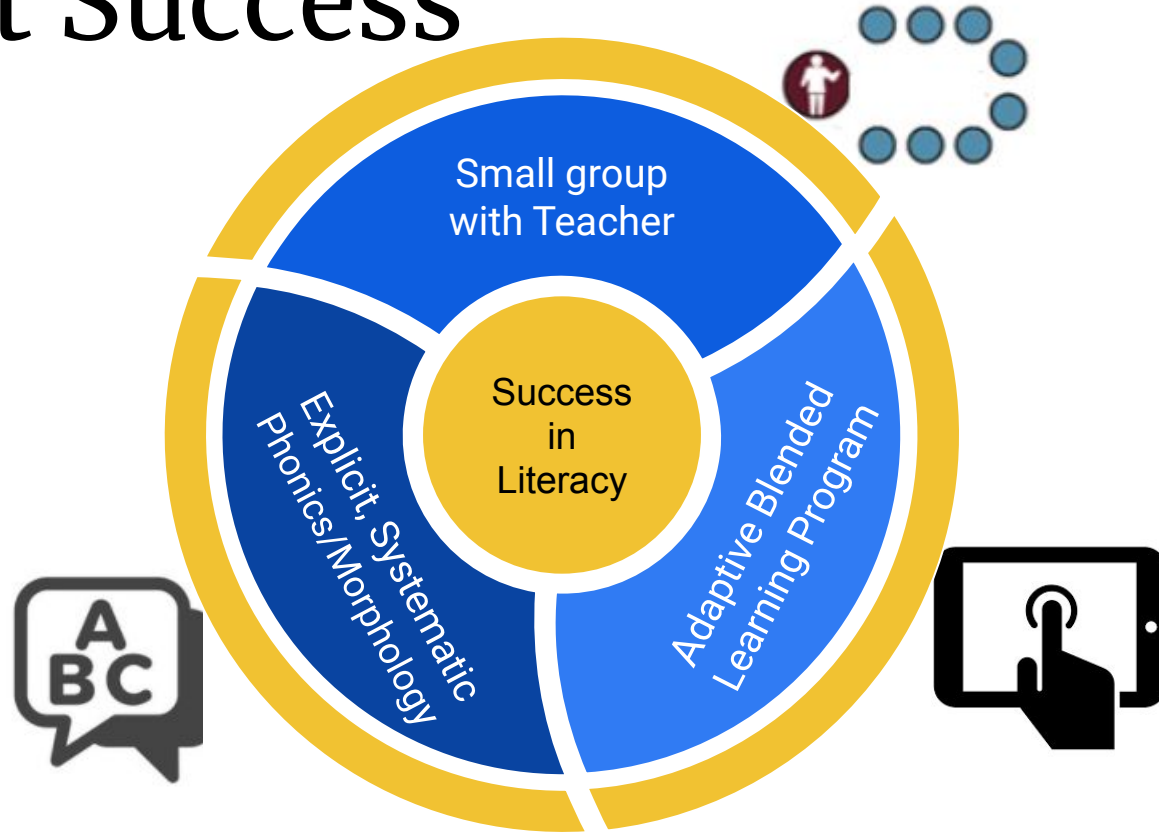 t Success
Small group
with Teacher
Success
in
Literacy
Explicit, Systematic
Phonics/Morphology
Adaptive Blended
Learning Program
A
BC